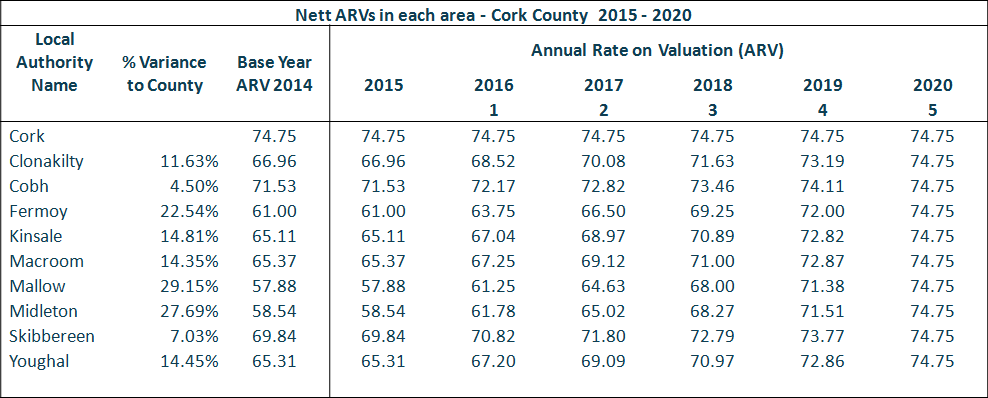 Nett ARVs in each area - Cork County 2015 - 2020
Local Authority Name % Variance to County Base Year ARV 2014 Annual Rate on Valuation (ARV)
2015 2016 2017 2018 2019 2020
1 2 3 4 5
Cork 74.75 74.75 74.75 74.75 74.75 74.75 74.75
Clonakilty 11.63% 66.96 66.96 68.52 70.08 71.63 73.19 74.75
Cobh 4.50% 71.53 71.53 72.17 72.82 73.46 74.11 74.75
Fermoy 22.54% 61.00 61.00 63.75 66.50 69.25 72.00 74.75
Kinsale 14.81% 65.11 65.11 67.04 68.97 70.89 72.82 74.75
Macroom 14.35% 65.37 65.37 67.25 69.12 71.00 72.87 74.75
Mallow 29.15% 57.88 57.88 61.25 64.63 68.00 71.38 74.75
Midleton 27.69% 58.54 58.54 61.78 65.02 68.27 71.51 74.75
Skibbereen 7.03% 69.84 69.84 70.82 71.80 72.79 73.77 74.75
Youghal 14.45% 65.31 65.31 67.20 69.09 70.97 72.86 74.75